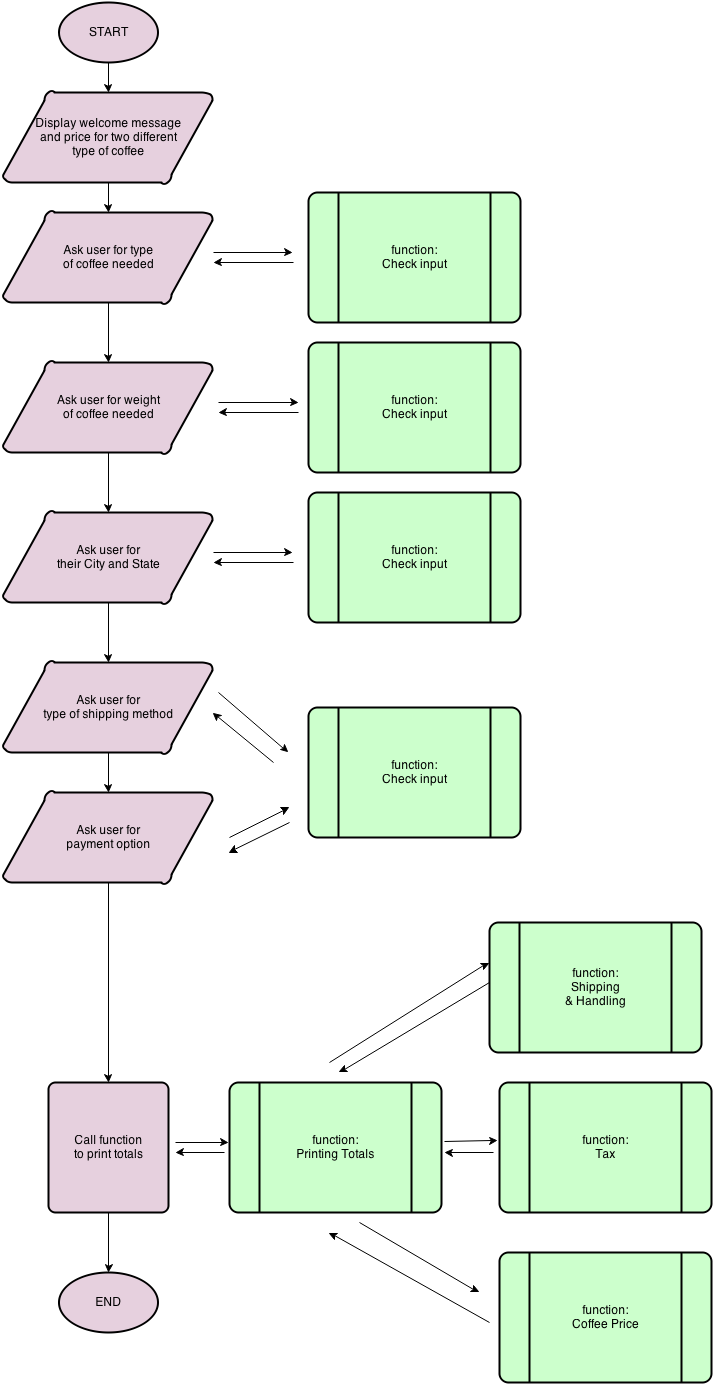 START
Display welcome message
and price for two different
type of coffee
Ask user for type
of coffee needed
function:
Check input
Ask user for weight
of coffee needed
function:
Check input
Ask user for
their City and State
function:
Check input
Ask user for
type of shipping method
function:
Check input
Ask user for
payment option
function:
Shipping
& Handling
Call function
to print totals
function:
Printing Totals
function:
Tax
END
function:
Coffee Price